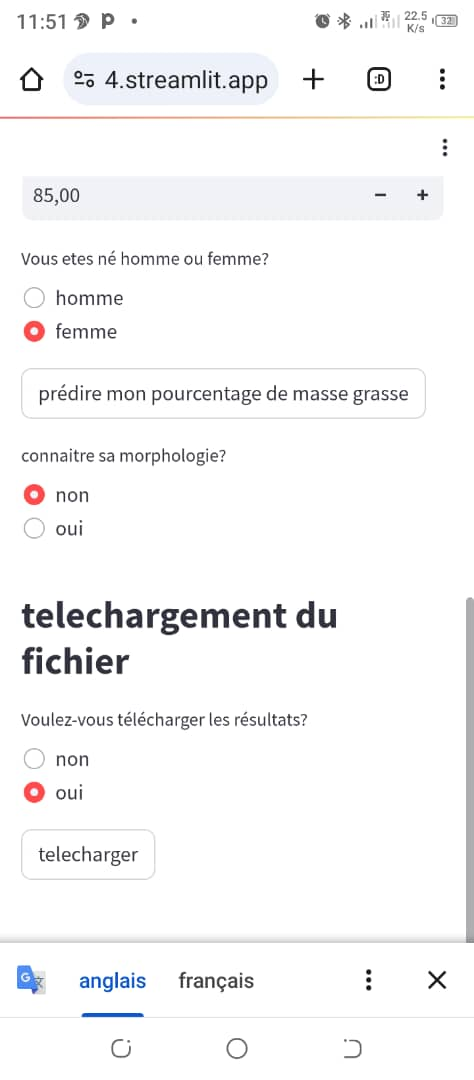 11:51
22.5
K/s
32
4.streamlit.app
:D
85,00
Vous etes né homme ou femme?
homme
femme
prédire mon pourcentage de masse grasse
connaitre sa morphologie?
non
oui
telechargement du
fichier
Voulez-vous télécharger les résultats?
non
oui
telecharger
anglais français